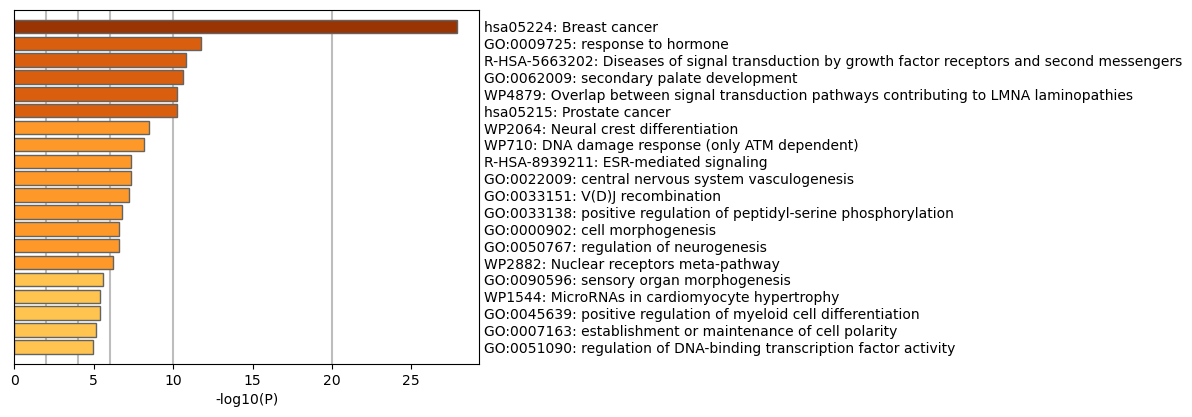 hsa05224: Breast cancer
GO:0009725: response to hormone
R-HSA-5663202: Diseases of signal transduction by growth factor receptors and second messengers
GO:0062009: secondary palate development
WP4879: Overlap between signal transduction pathways contributing to LMNA laminopathies
hsa05215: Prostate cancer
WP2064: Neural crest differentiation
WP710: DNA damage response (only ATM dependent)
R-HSA-8939211: ESR-mediated signaling
GO:0022009: central nervous system vasculogenesis
GO:0033151: V(D)J recombination
GO:0033138: positive regulation of peptidyl-serine phosphorylation
GO:0000902: cell morphogenesis
GO:0050767: regulation of neurogenesis
WP2882: Nuclear receptors meta-pathway
GO:0090596: sensory organ morphogenesis
WP1544: MicroRNAs in cardiomyocyte hypertrophy
GO:0045639: positive regulation of myeloid cell differentiation
GO:0007163: establishment or maintenance of cell polarity
GO:0051090: regulation of DNA-binding transcription factor activity
0 5 10 15 20 25
-log10(P)